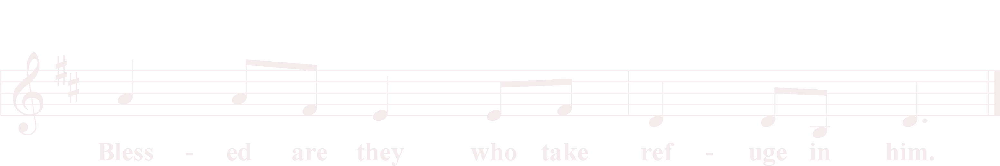 Bless - ed are they who take ref - uge in him.